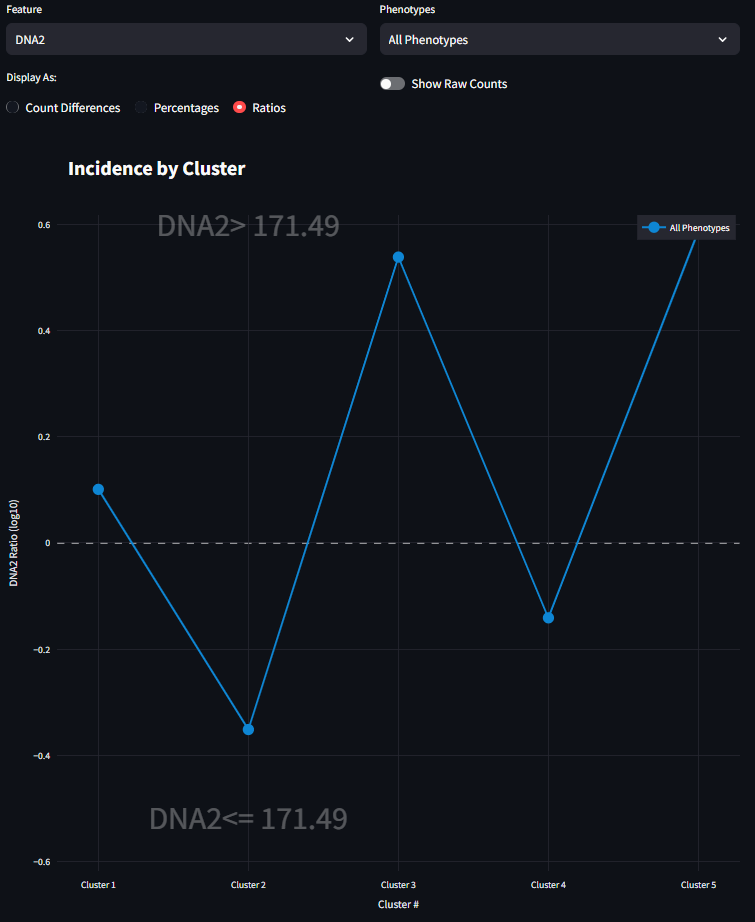 Feature
Phenotypes
DNA2
All Phenotypes
Display As:
Show Raw Counts
Count Differences
Percentages
Ratios
Incidence by Cluster
DNA2> 171.49
All Phenotypes
0.6
0.4
0.2
0
−0.2
−0.4
−0.6
DNA2 Ratio (log10)
DNA2<= 171.49
Cluster 1
Cluster 2
Cluster 3
Cluster 4
Cluster 5
Cluster #